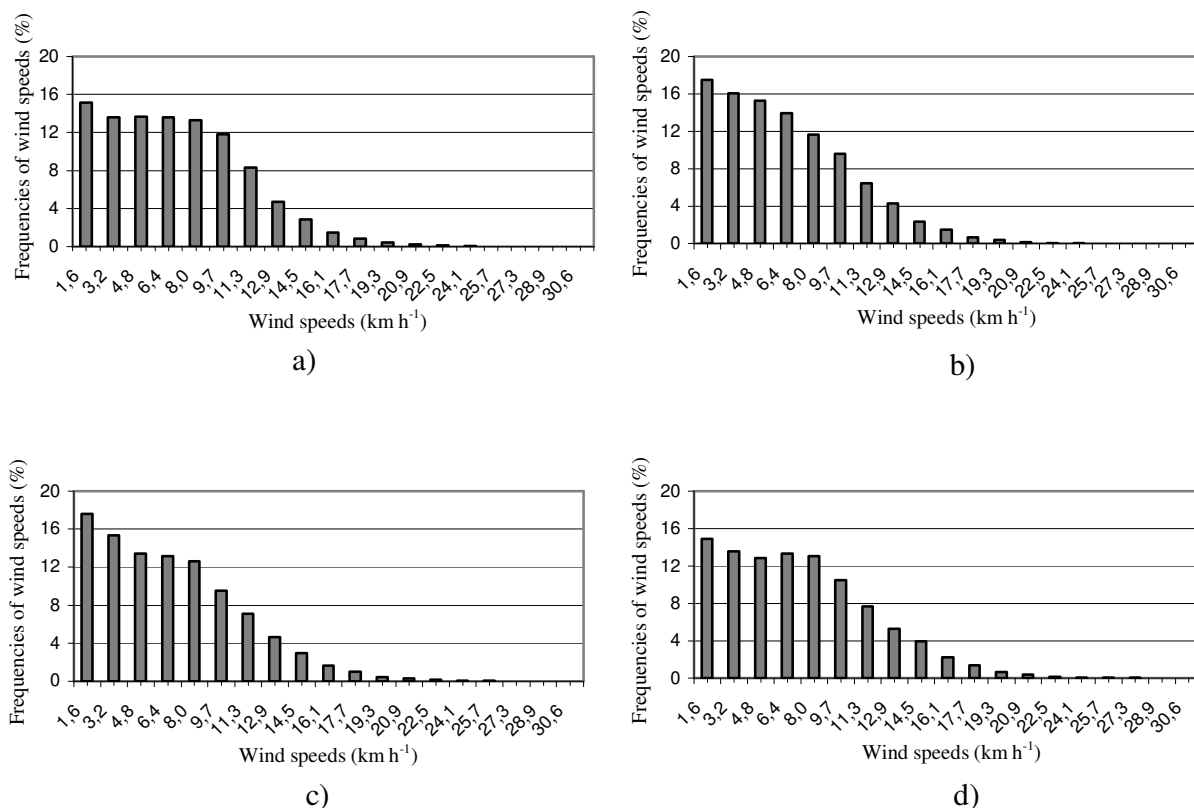 Frequencies of wind speeds (%)
20
16
12
8
4
0
1,6 3,2 4,8 6,4 8,0 9,7 11,3 12,9 14,5 16,1 17,7 19,3 20,9 22,5 24,1 25,7 27,3 28,9 30,6
Wind speeds (km h⁻¹)
a)
Frequencies of wind speeds (%)
20
16
12
8
4
0
1,6 3,2 4,8 6,4 8,0 9,7 11,3 12,9 14,5 16,1 17,7 19,3 20,9 22,5 24,1 25,7 27,3 28,9 30,6
Wind speeds (km h⁻¹)
b)
Frequencies of wind speeds (%)
20
16
12
8
4
0
1,6 3,2 4,8 6,4 8,0 9,7 11,3 12,9 14,5 16,1 17,7 19,3 20,9 22,5 24,1 25,7 27,3 28,9 30,6
Wind speeds (km h⁻¹)
c)
Frequencies of wind speeds (%)
20
16
12
8
4
0
1,6 3,2 4,8 6,4 8,0 9,7 11,3 12,9 14,5 16,1 17,7 19,3 20,9 22,5 24,1 25,7 27,3 28,9 30,6
Wind speeds (km h⁻¹)
d)